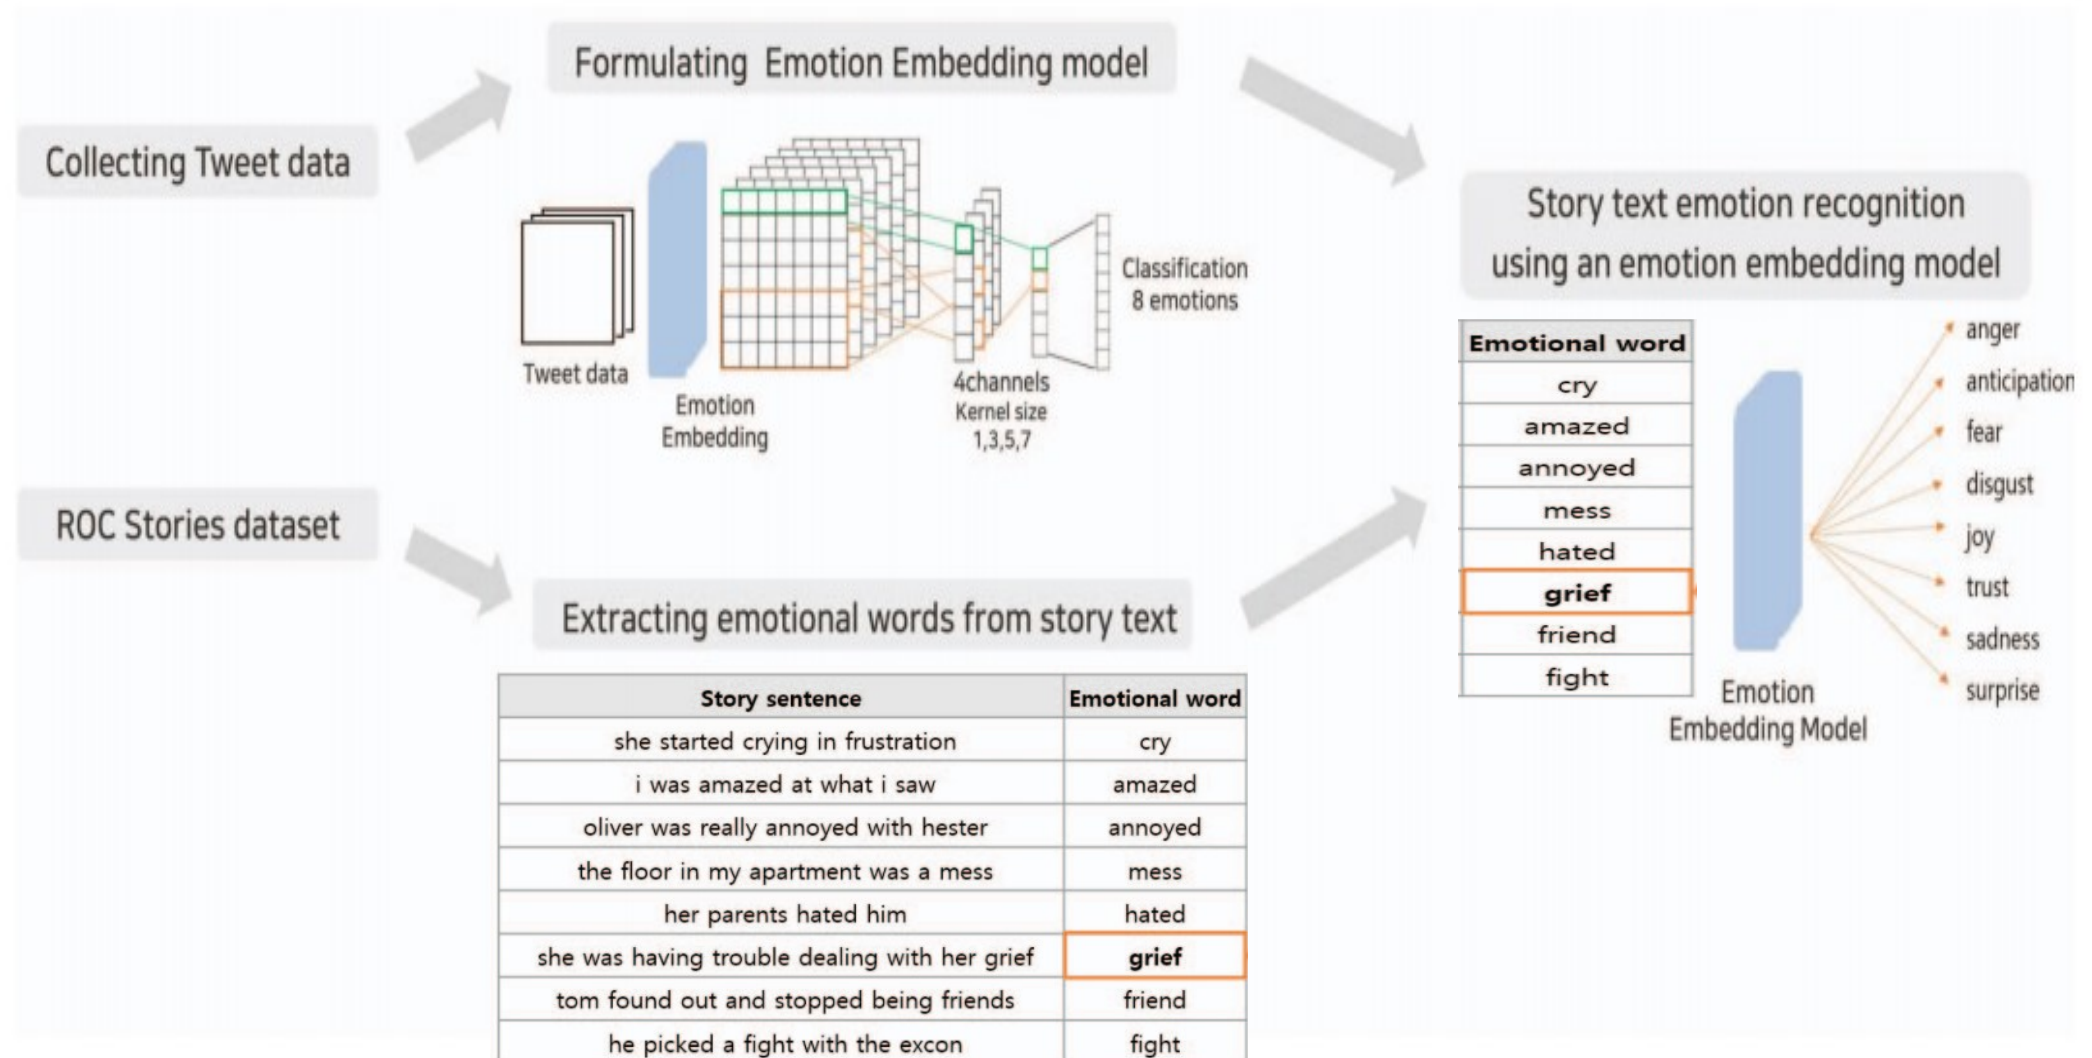 Formulating Emotion Embedding model
Collecting Tweet data
Tweet data
Emotion
Embedding
4channels
Kernel size
1,3,5,7
Classification
8 emotions
ROC Stories dataset
Extracting emotional words from story text
Story sentence Emotional word
she started crying in frustration cry
i was amazed at what i saw amazed
oliver was really annoyed with hester annoyed
the floor in my apartment was a mess mess
her parents hated him hated
she was having trouble dealing with her grief grief
tom found out and stopped being friends friend
he picked a fight with the excon fight
Story text emotion recognition
using an emotion embedding model
Emotional word
cry
amazed
annoyed
mess
hated
grief
friend
fight
Emotion
Embedding Model
anger
anticipation
fear
disgust
joy
trust
sadness
surprise